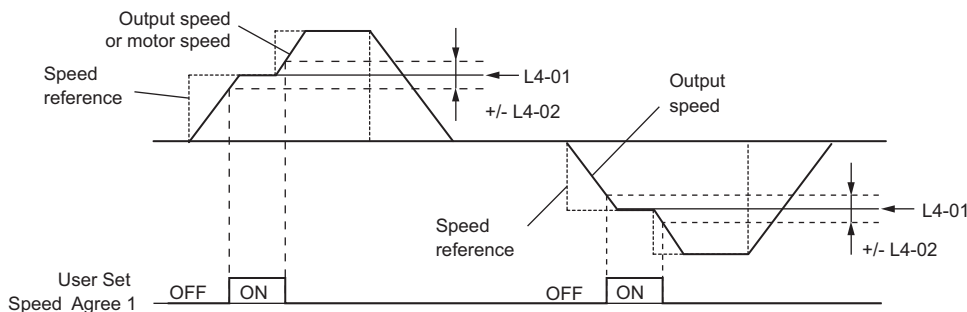 Output speed
or motor speed
Speed
reference
L4-01
+/- L4-02
Output
speed
Speed
reference
L4-01
+/- L4-02
User Set
Speed Agree 1
OFF
ON
OFF
ON